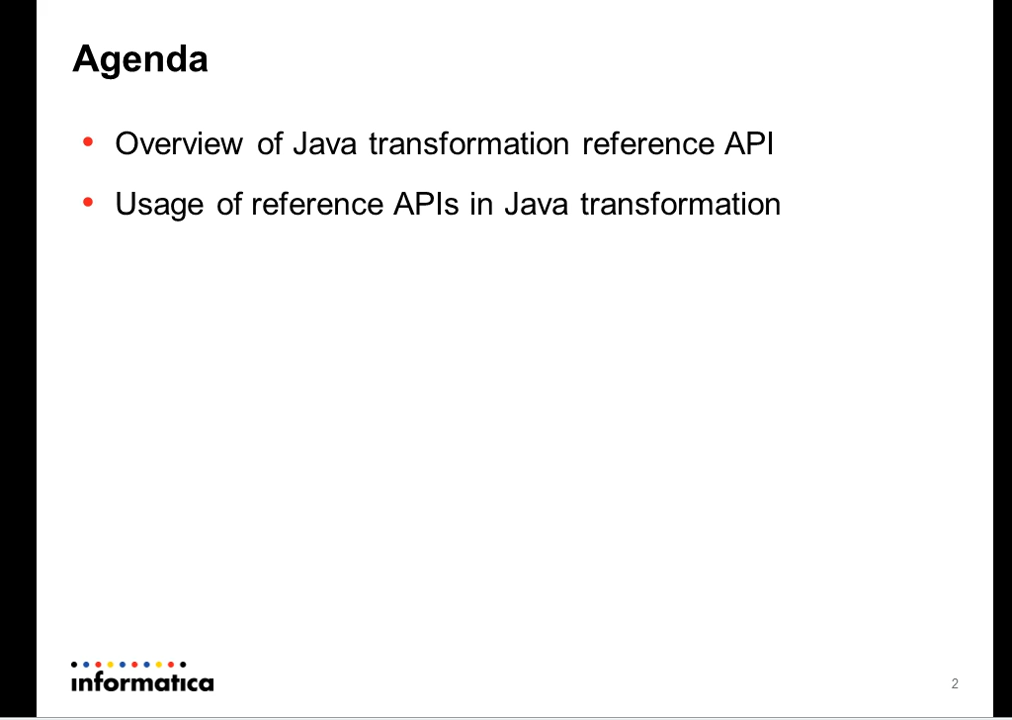 Agenda
• Overview of Java transformation reference API
• Usage of reference APIs in Java transformation
informatica
2